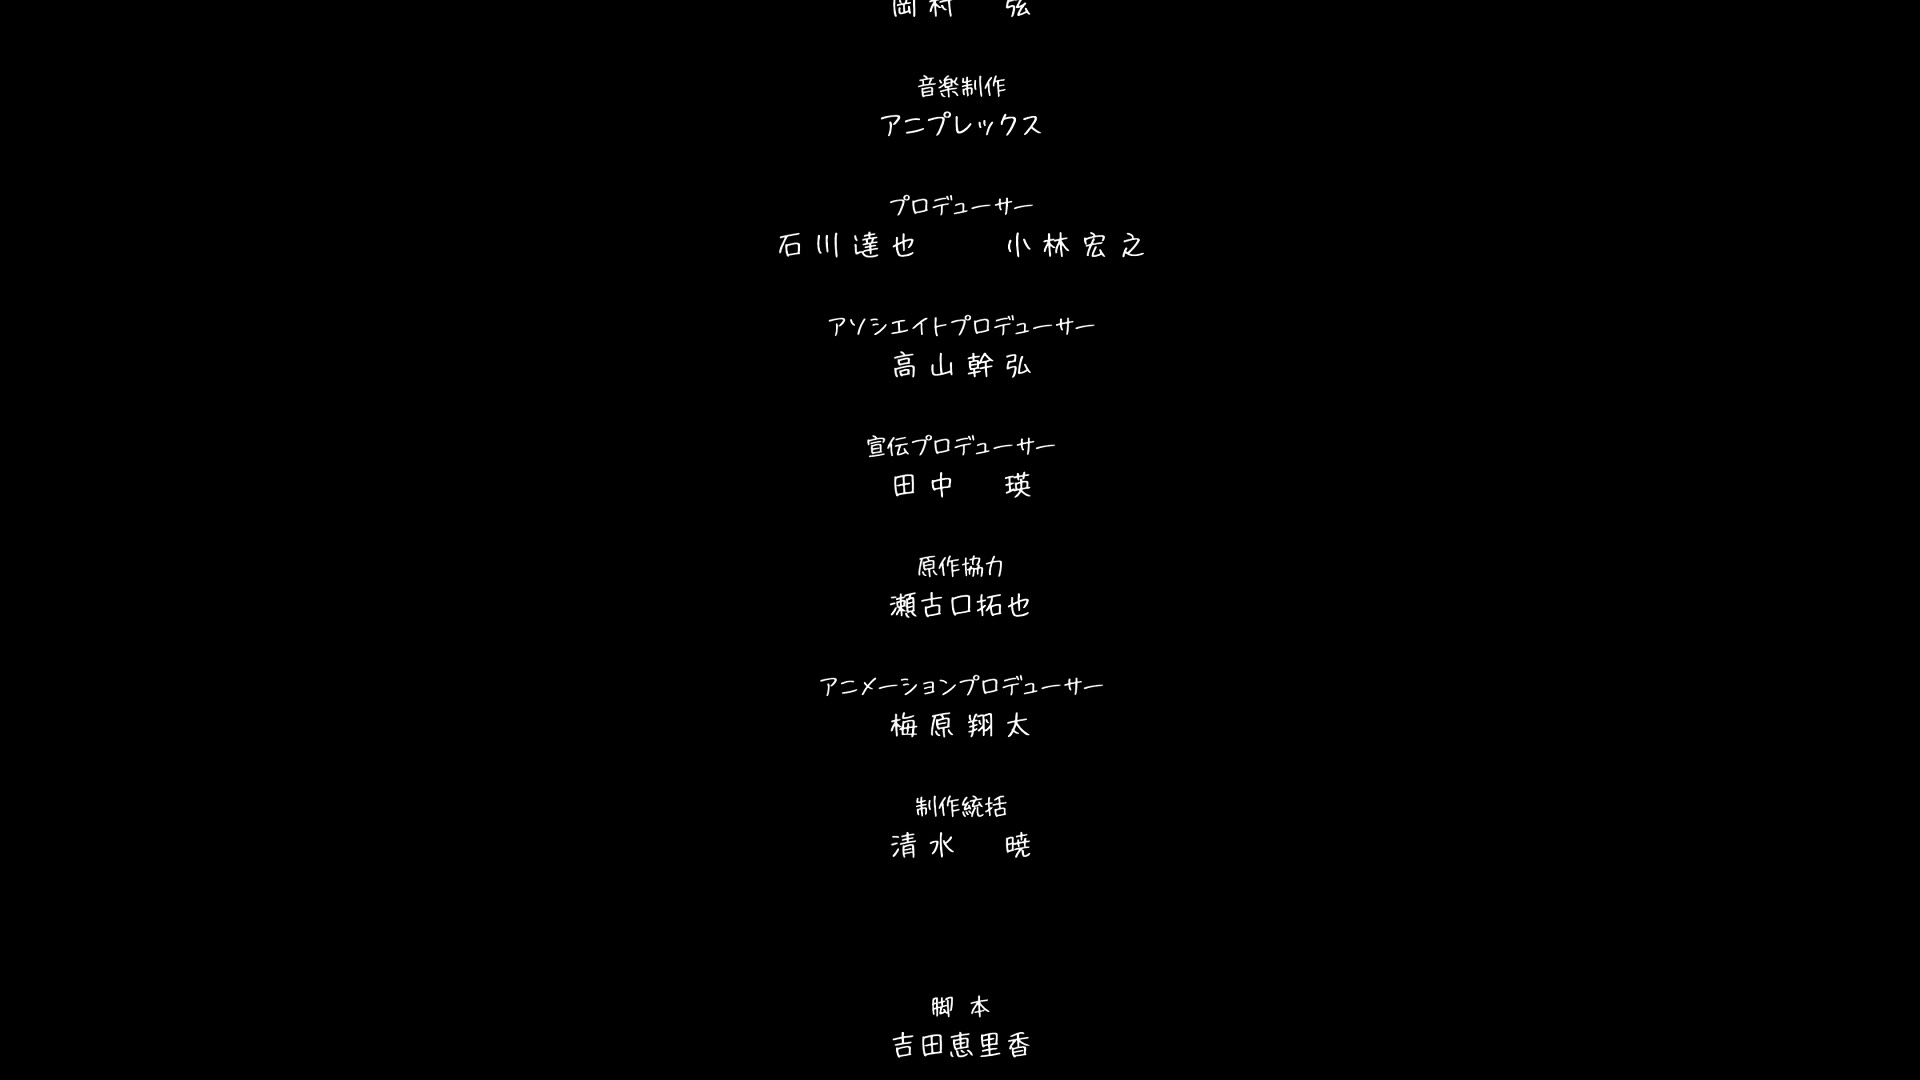 岡村 弦
音楽制作
アニプレックス
プロデューサー
石川達也 小林宏之
アソシエイトプロデューサー
高山幹弘
宣伝プロデューサー
田中 瑛
原作協力
瀬古口拓也
アニメーションプロデューサー
梅原翔太
制作統括
清水 暁
脚本
吉田恵里香